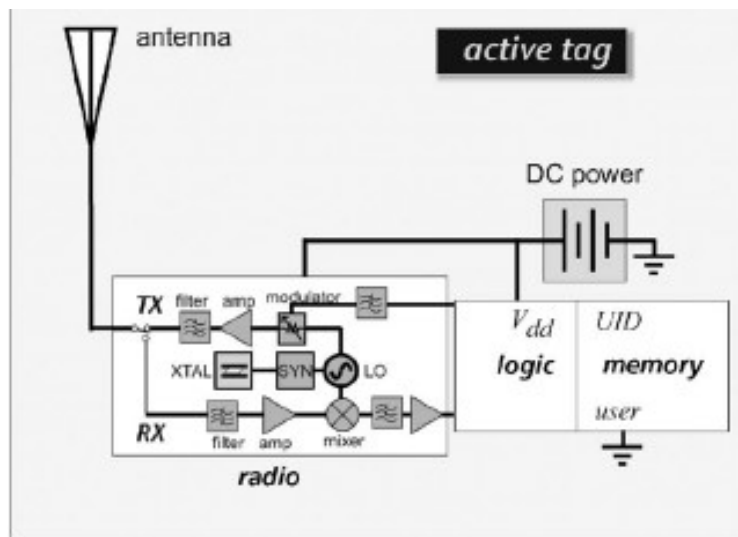 antenna
active tag
DC power
TX
filter
amp
modulator
Vdd
UID
XTAL
SYN
LO
logic
memory
RX
filter
amp
mixer
user
radio